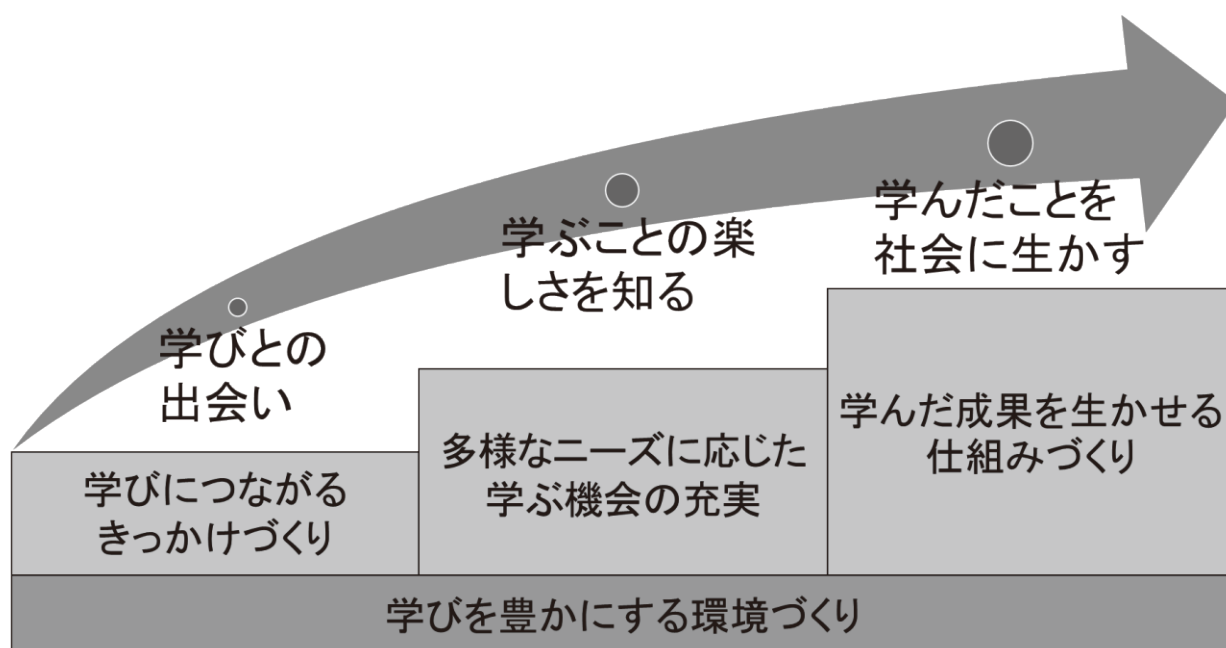 学びとの
出会い
学ぶことの楽
しさを知る
学んだことを
社会に生かす
学びにつながる
きっかけづくり
多様なニーズに応じた
学ぶ機会の充実
学んだ成果を生かせる
仕組みづくり
学びを豊かにする環境づくり